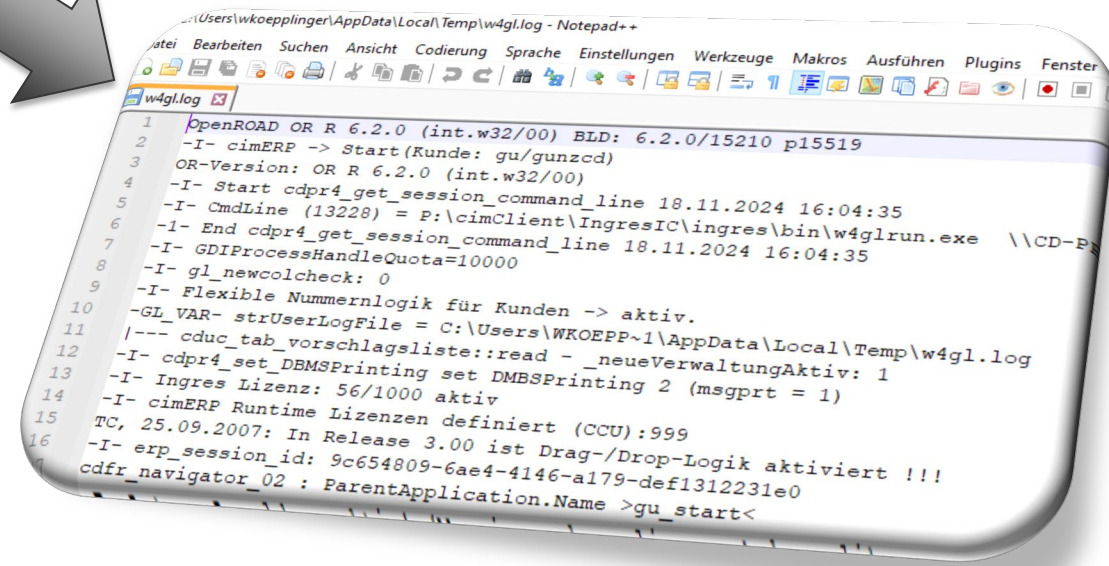 :\Users\wkoepplinger\AppData\Local\Temp\w4gl.log - Notepad++
Datei Bearbeiten Suchen Ansicht Codierung Sprache Einstellungen Werkzeuge Makros Ausführen Plugins Fenster
w4gl.log
1 OpenROAD OR R 6.2.0 (int.w32/00) BLD: 6.2.0/15210 p15519
2 -I- cimERP -> Start(Kunde: gu/gunzcd)
3 OR-Version: OR R 6.2.0 (int.w32/00)
4 -I- Start cdpr4_get_session_command_line 18.11.2024 16:04:35
5 -I- CmdLine (13228) = P:\cimClient\IngresIC\ingres\bin\w4glrun.exe \\CD-P
6 -1- End cdpr4_get_session_command_line 18.11.2024 16:04:35
7 -I- GDIProcessHandleQuota=10000
8 -I- gl_newcolcheck: 0
9 -I- Flexible Nummernlogik für Kunden -> aktiv.
10 -GL_VAR- strUserLogFile = C:\Users\WKOEPP~1\AppData\Local\Temp\w4gl.log
11 |--- cduc_tab_vorschlagsliste::read - _neueVerwaltungAktiv: 1
12 -I- cdpr4_set_DBMSPrinting set DMBSPrinting 2 (msgprt = 1)
13 -I- Ingres Lizenz: 56/1000 aktiv
14 -I- cimERP Runtime Lizenzen definiert (CCU):999
15 TC, 25.09.2007: In Release 3.00 ist Drag-/Drop-Logik aktiviert !!!
16 -I- erp_session_id: 9c654809-6ae4-4146-a179-def1312231e0
cdfr_navigator_02 : ParentApplication.Name >gu_start<